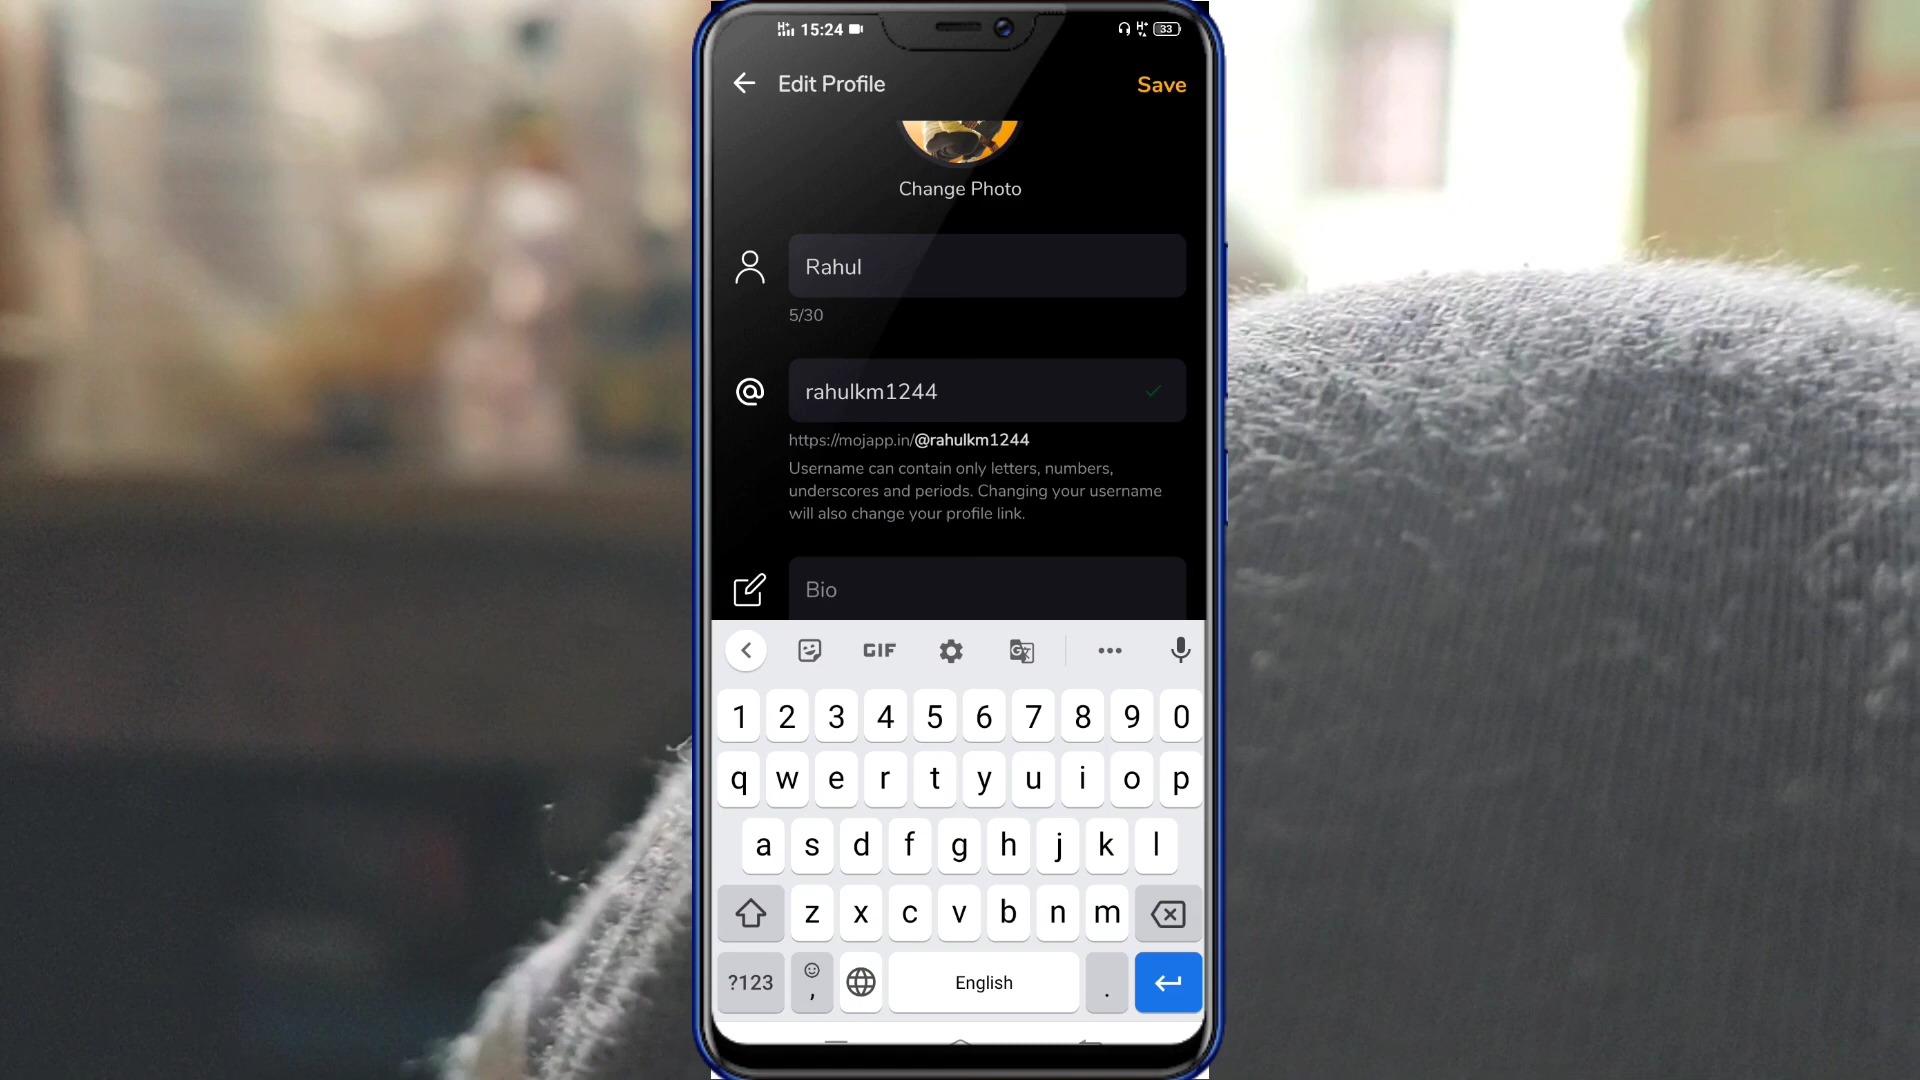 15:24
33
Edit Profile
Save
Change Photo
Rahul
5/30
@
rahulkm1244
https://mojapp.in/@rahulkm1244
Username can contain only letters, numbers,
underscores and periods. Changing your username
will also change your profile link.
Bio
GIF
1 2 3 4 5 6 7 8 9 0
q w e r t y u i o p
a s d f g h j k l
z x c v b n m
?123 , English .